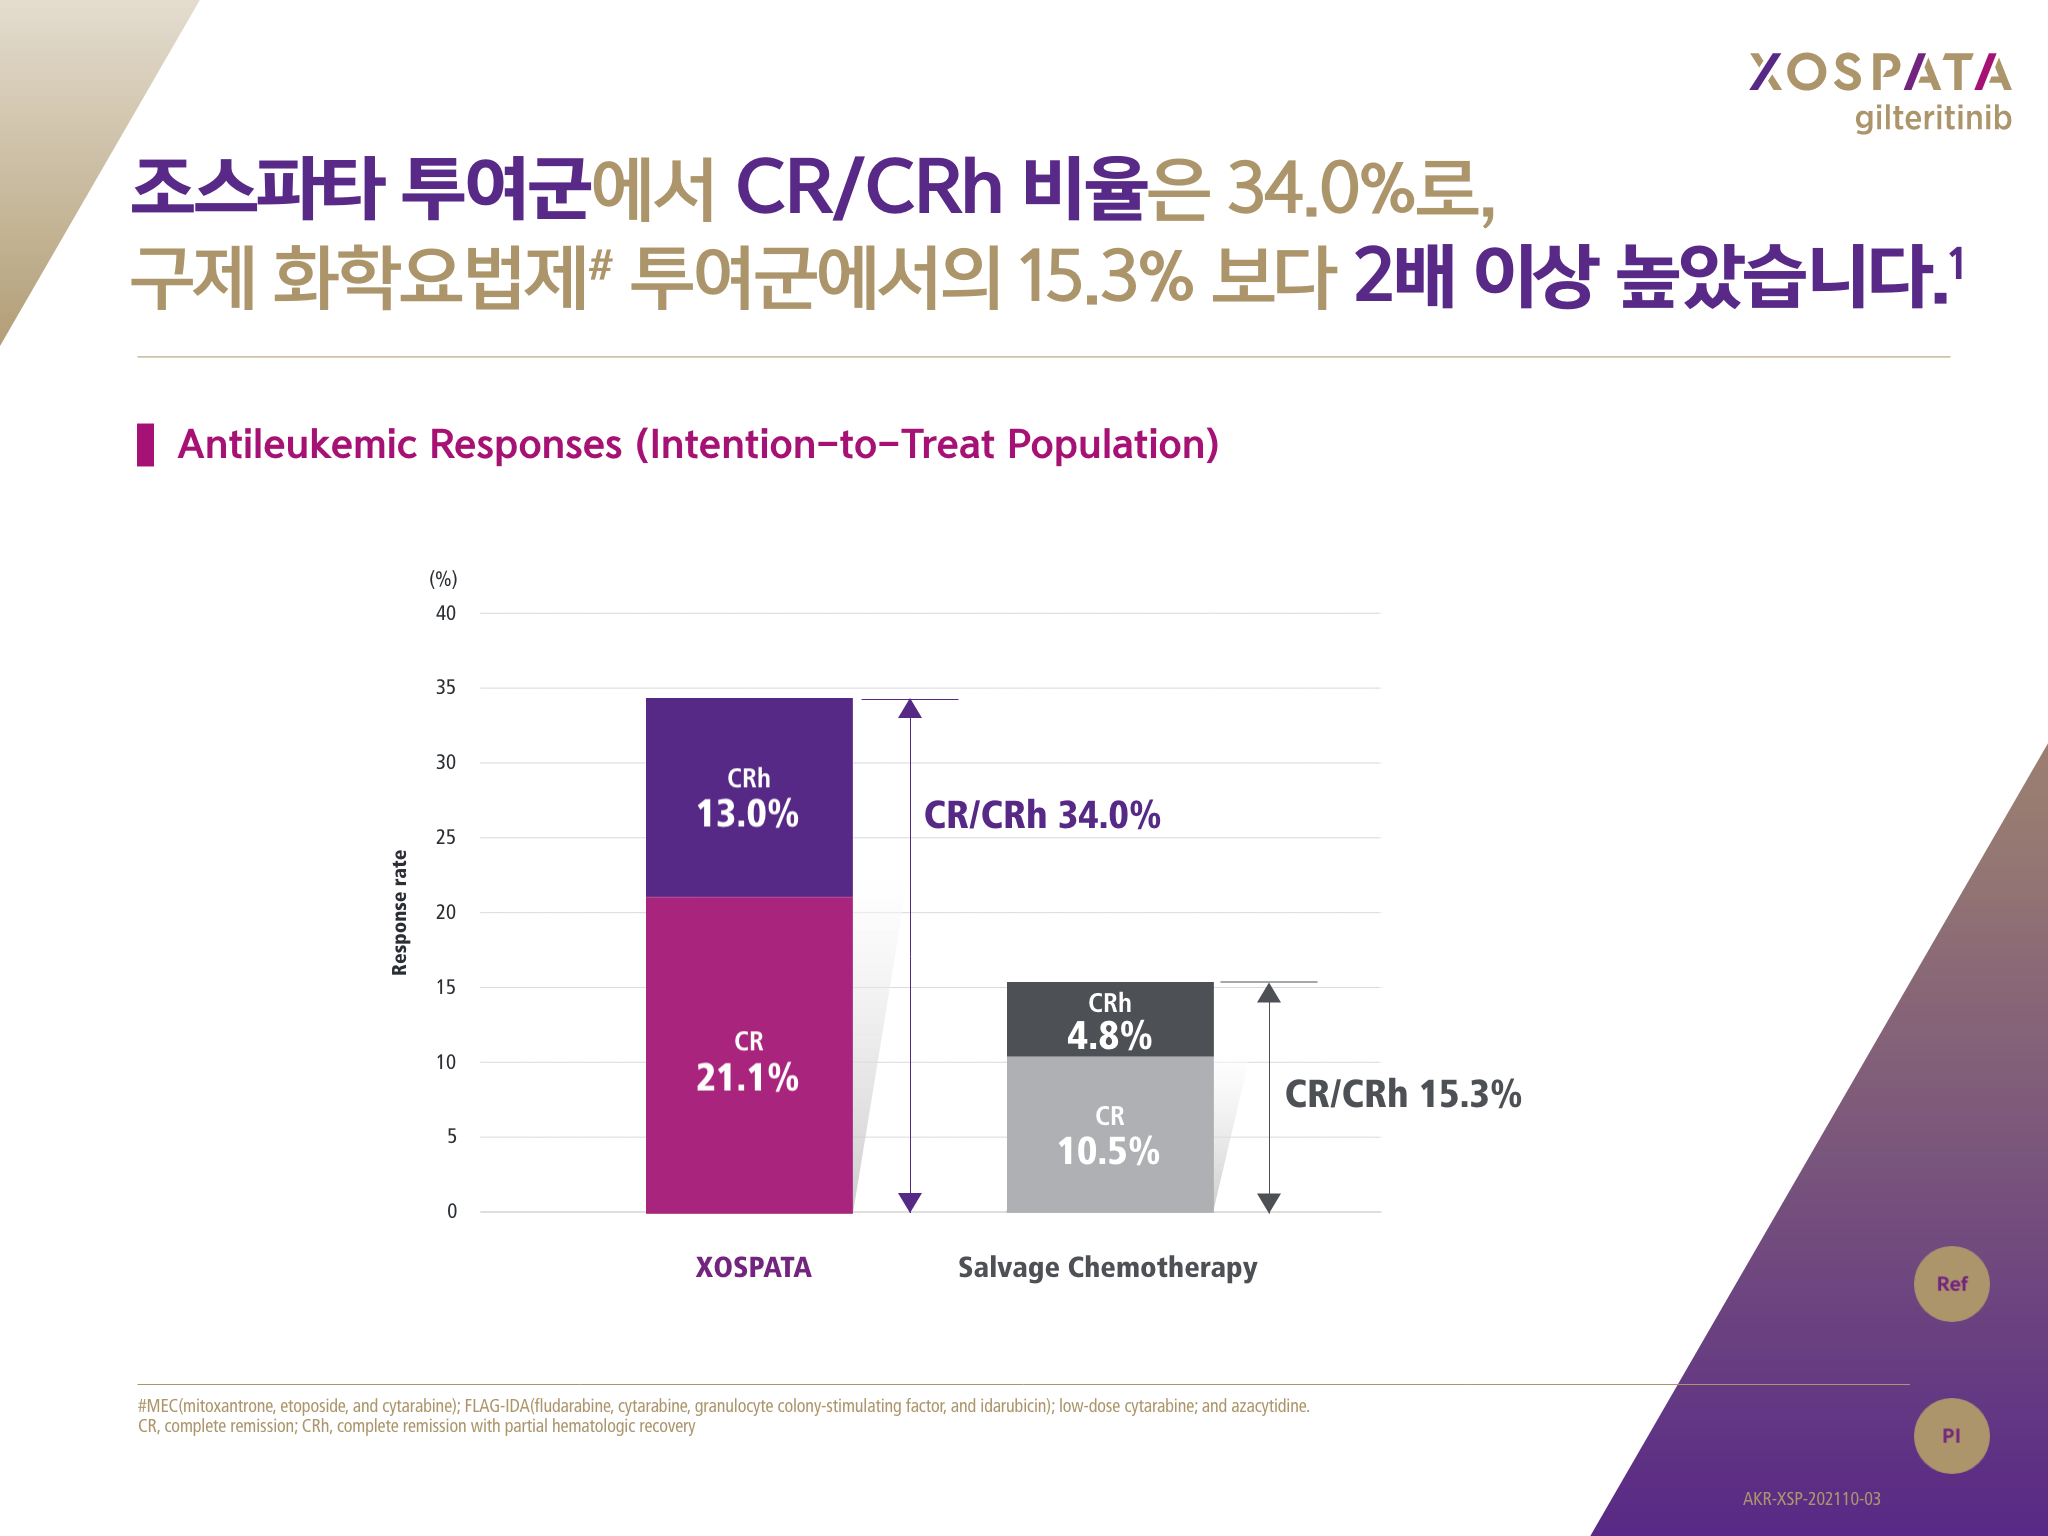 XOSPATA
gilteritinib
조스파타 투여군에서 CR/CRh 비율은 34.0%로,
구제 화학요법제# 투여군에서의 15.3% 보다 2배 이상 높았습니다.1
Antileukemic Responses (Intention-to-Treat Population)
(%)
40
35
30
25
20
15
10
5
0
Response rate
CRh
13.0%
CR
21.1%
CR/CRh 34.0%
CRh
4.8%
CR
10.5%
CR/CRh 15.3%
XOSPATA
Salvage Chemotherapy
Ref
#MEC(mitoxantrone, etoposide, and cytarabine); FLAG-IDA(fludarabine, cytarabine, granulocyte colony-stimulating factor, and idarubicin); low-dose cytarabine; and azacytidine.
CR, complete remission; CRh, complete remission with partial hematologic recovery
PI
AKR-XSP-202110-03